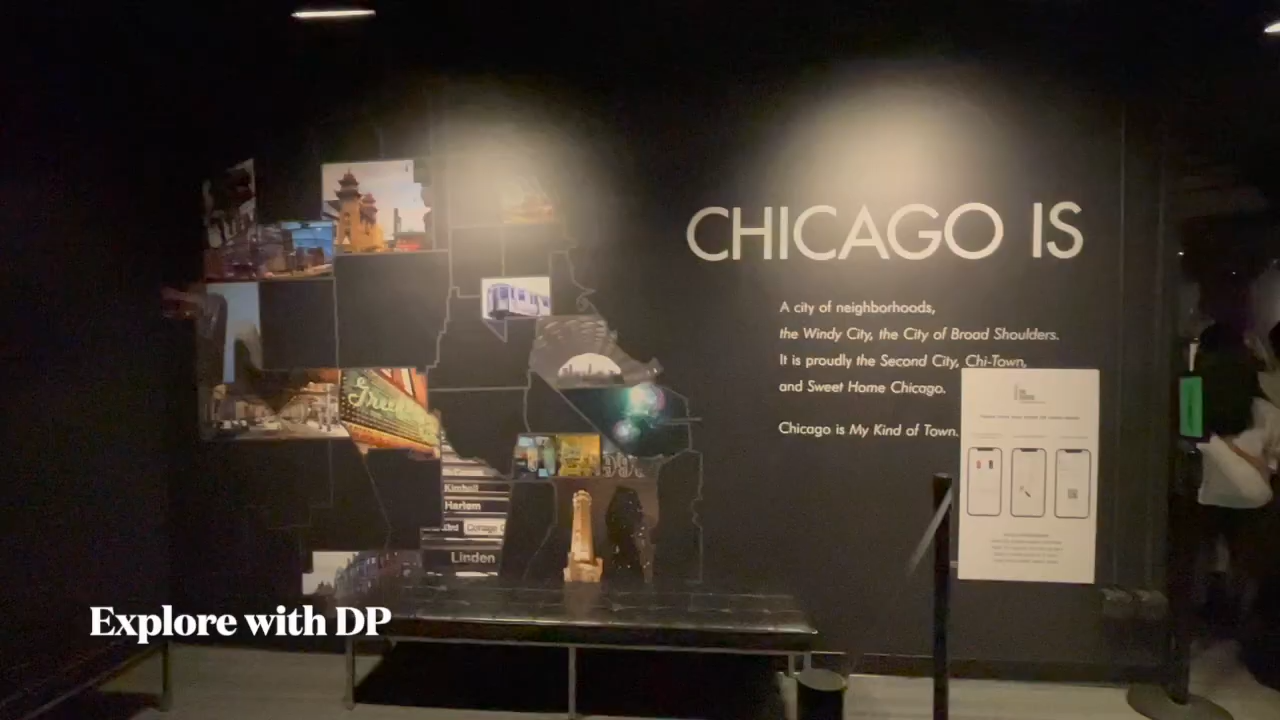 CHICAGO IS
A city of neighborhoods,
the Windy City, the City of Broad Shoulders.
It is proudly the Second City, Chi-Town,
and Sweet Home Chicago.
Chicago is My Kind of Town.
Kimball
Harlem
Linden
Explore with DP